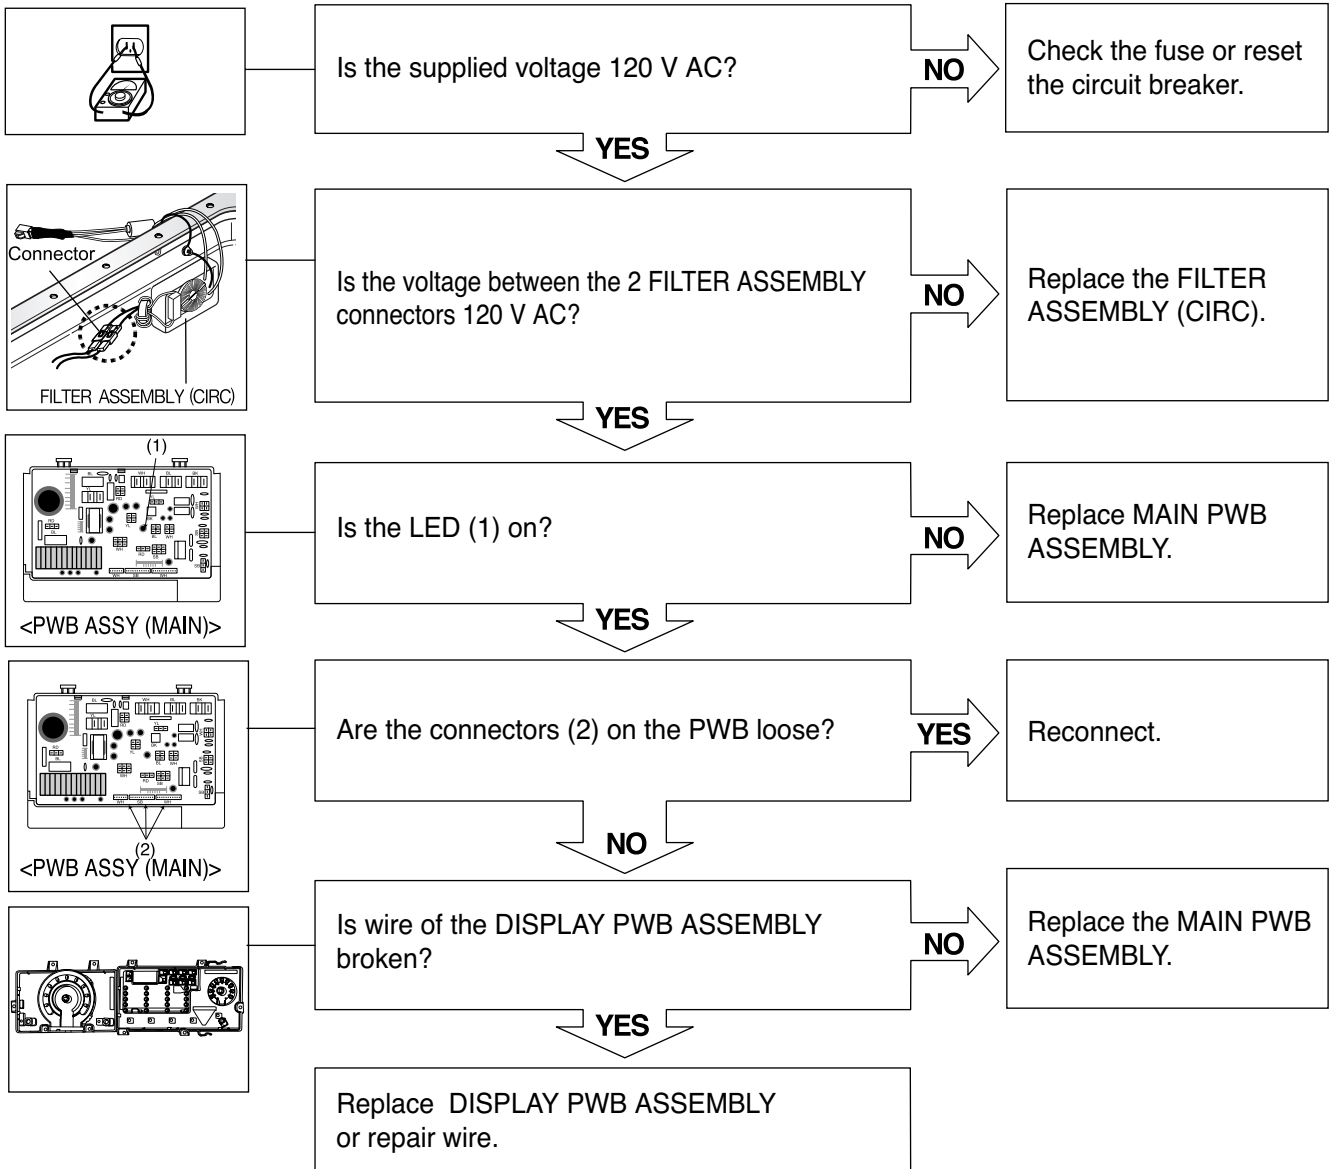 Is the supplied voltage 120 V AC?
NO
Check the fuse or reset
the circuit breaker.
YES
Connector
FILTER ASSEMBLY (CIRC)
Is the voltage between the 2 FILTER ASSEMBLY
connectors 120 V AC?
NO
Replace the FILTER
ASSEMBLY (CIRC).
YES
(1)
<PWB ASSY (MAIN)>
Is the LED (1) on?
NO
Replace MAIN PWB
ASSEMBLY.
YES
(2)
<PWB ASSY (MAIN)>
Are the connectors (2) on the PWB loose?
YES
Reconnect.
NO
Is wire of the DISPLAY PWB ASSEMBLY
broken?
NO
Replace the MAIN PWB
ASSEMBLY.
YES
Replace DISPLAY PWB ASSEMBLY
or repair wire.